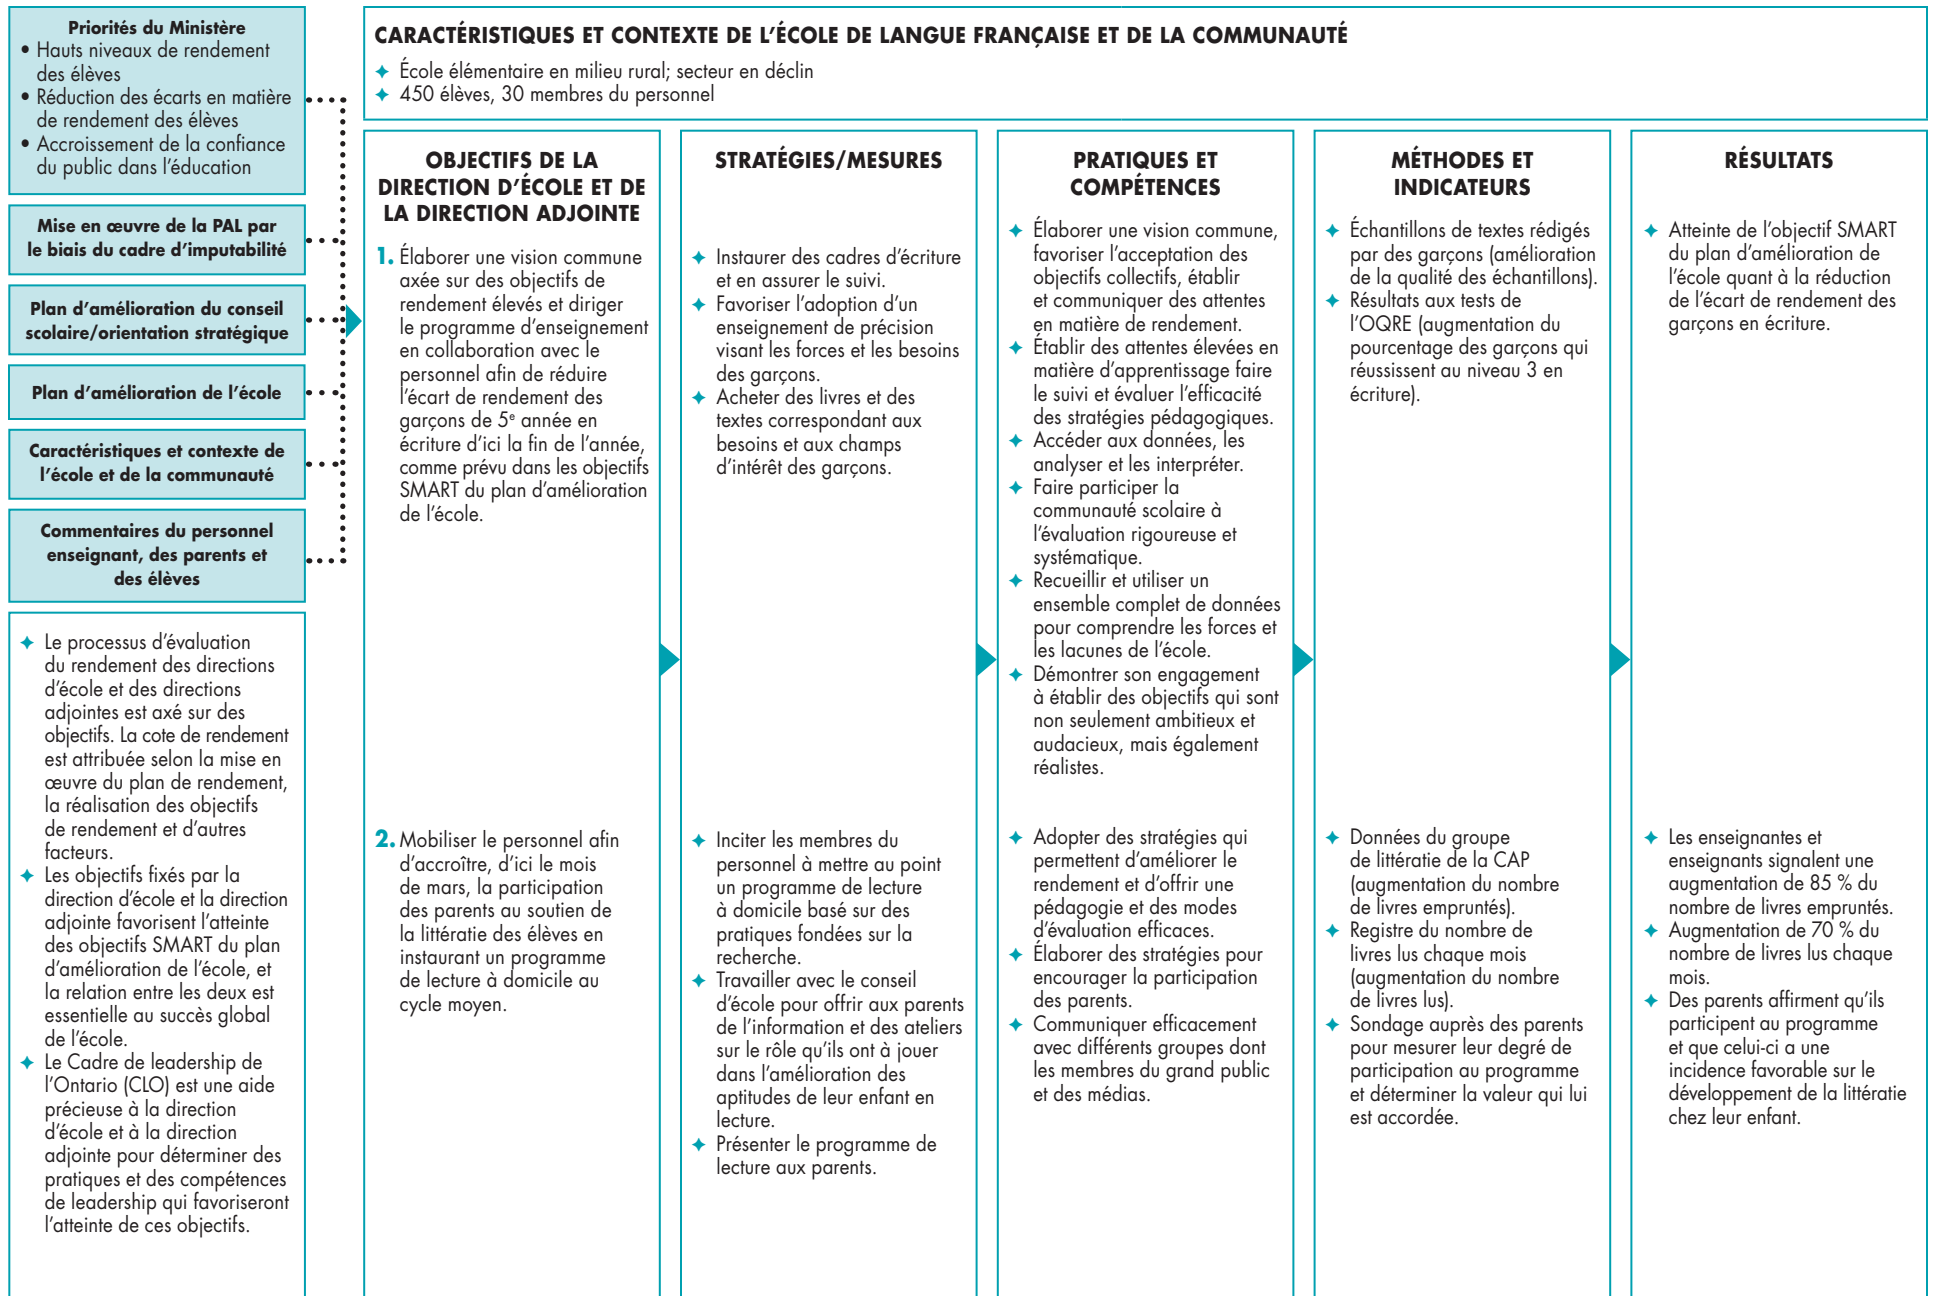 Priorités du Ministère
• Hauts niveaux de rendement
des élèves
• Réduction des écarts en matière
de rendement des élèves
• Accroissement de la confiance
du public dans l’éducation
Mise en œuvre de la PAL par
le biais du cadre d’imputabilité
Plan d’amélioration du conseil
scolaire/orientation stratégique
Plan d’amélioration de l’école
Caractéristiques et contexte de
l’école et de la communauté
Commentaires du personnel
enseignant, des parents et
des élèves
✦ Le processus d’évaluation
du rendement des directions
d’école et des directions
adjointes est axé sur des
objectifs. La cote de rendement
est attribuée selon la mise en
œuvre du plan de rendement,
la réalisation des objectifs
de rendement et d’autres
facteurs.
✦ Les objectifs fixés par la
direction d’école et la direction
adjointe favorisent l’atteinte
des objectifs SMART du plan
d’amélioration de l’école, et
la relation entre les deux est
essentielle au succès global
de l’école.
✦ Le Cadre de leadership de
l’Ontario (CLO) est une aide
précieuse à la direction
d’école et à la direction
adjointe pour déterminer des
pratiques et des compétences
de leadership qui favoriseront
l’atteinte de ces objectifs.
CARACTÉRISTIQUES ET CONTEXTE DE L’ÉCOLE DE LANGUE FRANÇAISE ET DE LA COMMUNAUTÉ
✦ École élémentaire en milieu rural; secteur en déclin
✦ 450 élèves, 30 membres du personnel
OBJECTIFS DE LA
DIRECTION D’ÉCOLE ET DE
LA DIRECTION ADJOINTE
1. Élaborer une vision commune
axée sur des objectifs de
rendement élevés et diriger
le programme d’enseignement
en collaboration avec le
personnel afin de réduire
l’écart de rendement des
garçons de 5e année en
écriture d’ici la fin de l’année,
comme prévu dans les objectifs
SMART du plan d’amélioration
de l’école.
2. Mobiliser le personnel afin
d’accroître, d’ici le mois
de mars, la participation
des parents au soutien de
la littératie des élèves en
instaurant un programme
de lecture à domicile au
cycle moyen.
STRATÉGIES/MESURES
✦ Instaurer des cadres d’écriture
et en assurer le suivi.
✦ Favoriser l’adoption d’un
enseignement de précision
visant les forces et les besoins
des garçons.
✦ Acheter des livres et des
textes correspondant aux
besoins et aux champs
d’intérêt des garçons.
✦ Inciter les membres du
personnel à mettre au point
un programme de lecture
à domicile basé sur des
pratiques fondées sur la
recherche.
✦ Travailler avec le conseil
d’école pour offrir aux parents
de l’information et des ateliers
sur le rôle qu’ils ont à jouer
dans l’amélioration des
aptitudes de leur enfant en
lecture.
✦ Présenter le programme de
lecture aux parents.
PRATIQUES ET
COMPÉTENCES
✦ Élaborer une vision commune,
favoriser l’acceptation des
objectifs collectifs, établir
et communiquer des attentes
en matière de rendement.
✦ Établir des attentes élevées en
matière d’apprentissage faire
le suivi et évaluer l’efficacité
des stratégies pédagogiques.
✦ Accéder aux données, les
analyser et les interpréter.
✦ Faire participer la
communauté scolaire à
l’évaluation rigoureuse et
systématique.
✦ Recueillir et utiliser un
ensemble complet de données
pour comprendre les forces et
les lacunes de l’école.
✦ Démontrer son engagement
à établir des objectifs qui sont
non seulement ambitieux et
audacieux, mais également
réalistes.
✦ Adopter des stratégies qui
permettent d’améliorer le
rendement et d’offrir une
pédagogie et des modes
d’évaluation efficaces.
✦ Élaborer des stratégies pour
encourager la participation
des parents.
✦ Communiquer efficacement
avec différents groupes dont
les membres du grand public
et des médias.
MÉTHODES ET
INDICATEURS
✦ Échantillons de textes rédigés
par des garçons (amélioration
de la qualité des échantillons).
✦ Résultats aux tests de
l’OQRE (augmentation du
pourcentage des garçons qui
réussissent au niveau 3 en
écriture).
✦ Données du groupe
de littératie de la CAP
(augmentation du nombre
de livres empruntés).
✦ Registre du nombre de
livres lus chaque mois
(augmentation du nombre
de livres lus).
✦ Sondage auprès des parents
pour mesurer leur degré de
participation au programme
et déterminer la valeur qui lui
est accordée.
RÉSULTATS
✦ Atteinte de l’objectif SMART
du plan d’amélioration de
l’école quant à la réduction
de l’écart de rendement des
garçons en écriture.
✦ Les enseignantes et
enseignants signalent une
augmentation de 85 % du
nombre de livres empruntés.
✦ Augmentation de 70 % du
nombre de livres lus chaque
mois.
✦ Des parents affirment qu’ils
participent au programme
et que celui-ci a une
incidence favorable sur le
développement de la littératie
chez leur enfant.